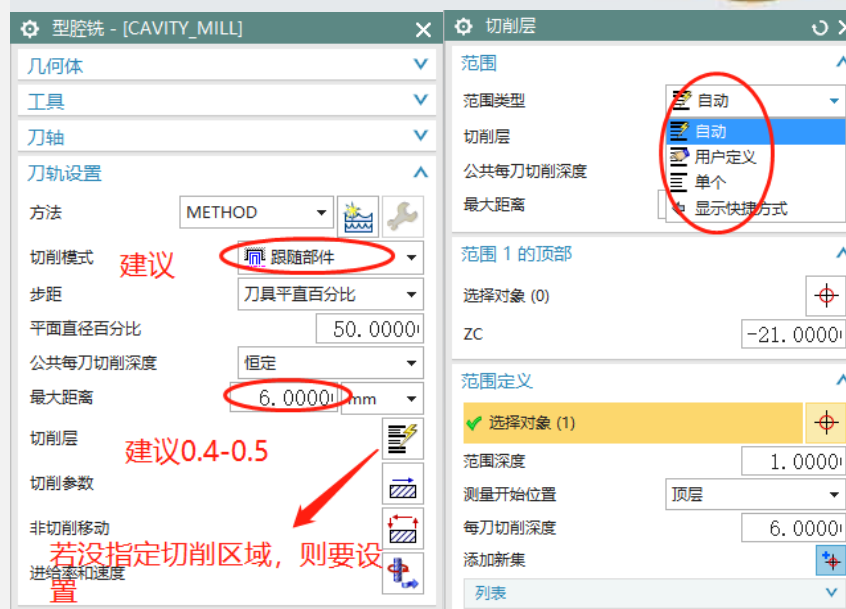 型腔铣 - [CAVITY_MILL]
几何体
工具
刀轴
刀轨设置
方法 METHOD
切削模式 建议 跟随部件
步距 刀具平直百分比
平面直径百分比 50.0000
公共每刀切削深度 恒定
最大距离 6.0000 mm
切削层
建议0.4-0.5
切削参数
非切削移动
若没指定切削区域，则要设
置
进给率和速度
切削层
范围
范围类型 自动
自动
切削层
用户定义
公共每刀切削深度
单个
最大距离
显示快捷方式
范围 1 的顶部
选择对象 (0)
ZC -21.0000
范围定义
选择对象 (1)
范围深度 1.0000
测量开始位置 顶层
每刀切削深度 6.0000
添加新集
列表